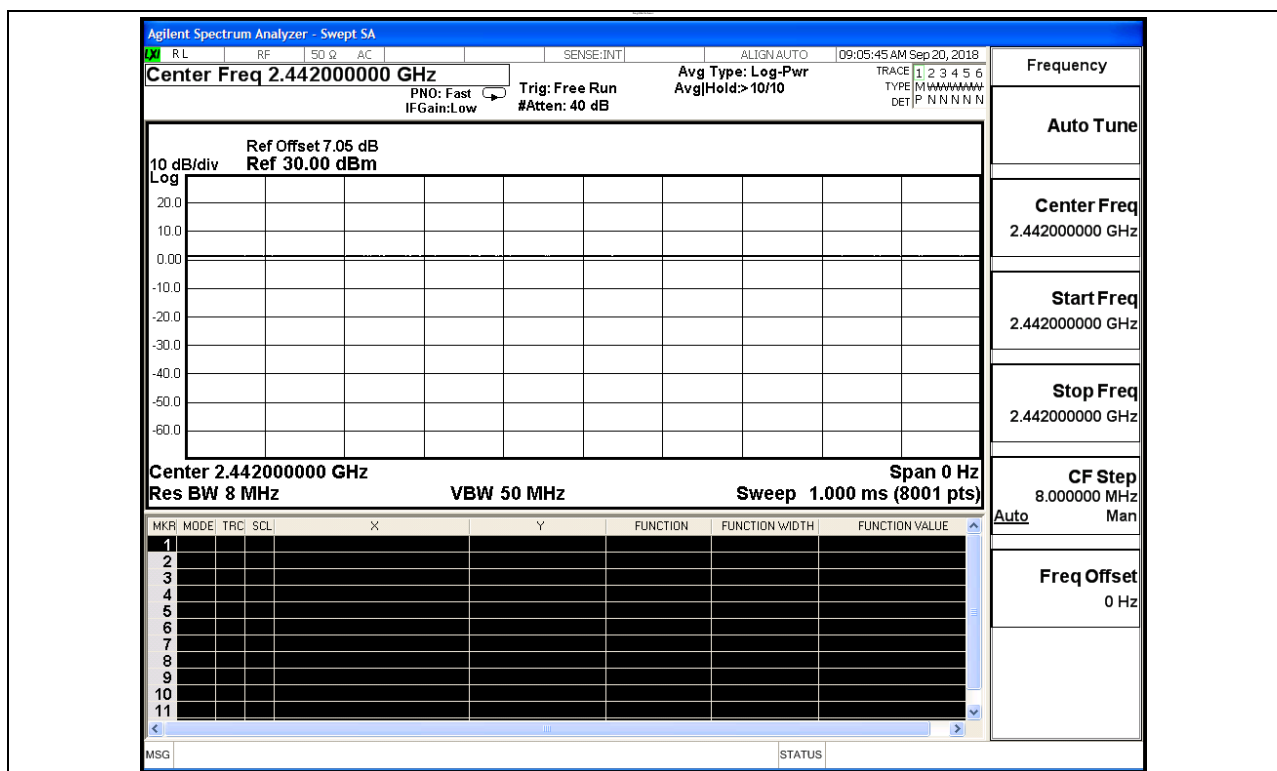 Agilent Spectrum Analyzer - Swept SA
LXI RL RF 50 Ω AC SENSE:INT ALIGN AUTO 09:05:45 AM Sep 20, 2018
Center Freq 2.442000000 GHz
PNO: Fast
IFGain:Low
Trig: Free Run
#Atten: 40 dB
Avg Type: Log-Pwr
Avg|Hold:> 10/10
TRACE 1 2 3 4 5 6
TYPE M WWWWW
DET P N N N N N
Ref Offset 7.05 dB
10 dB/div Ref 30.00 dBm
Log
20.0
10.0
0.00
-10.0
-20.0
-30.0
-40.0
-50.0
-60.0
Center 2.442000000 GHz Span 0 Hz
Res BW 8 MHz VBW 50 MHz Sweep 1.000 ms (8001 pts)
MKR MODE TRC SCL X Y FUNCTION FUNCTION WIDTH FUNCTION VALUE
1
2
3
4
5
6
7
8
9
10
11
MSG STATUS
Frequency
Auto Tune
Center Freq
2.442000000 GHz
Start Freq
2.442000000 GHz
Stop Freq
2.442000000 GHz
CF Step
8.000000 MHz
Auto Man
Freq Offset
0 Hz